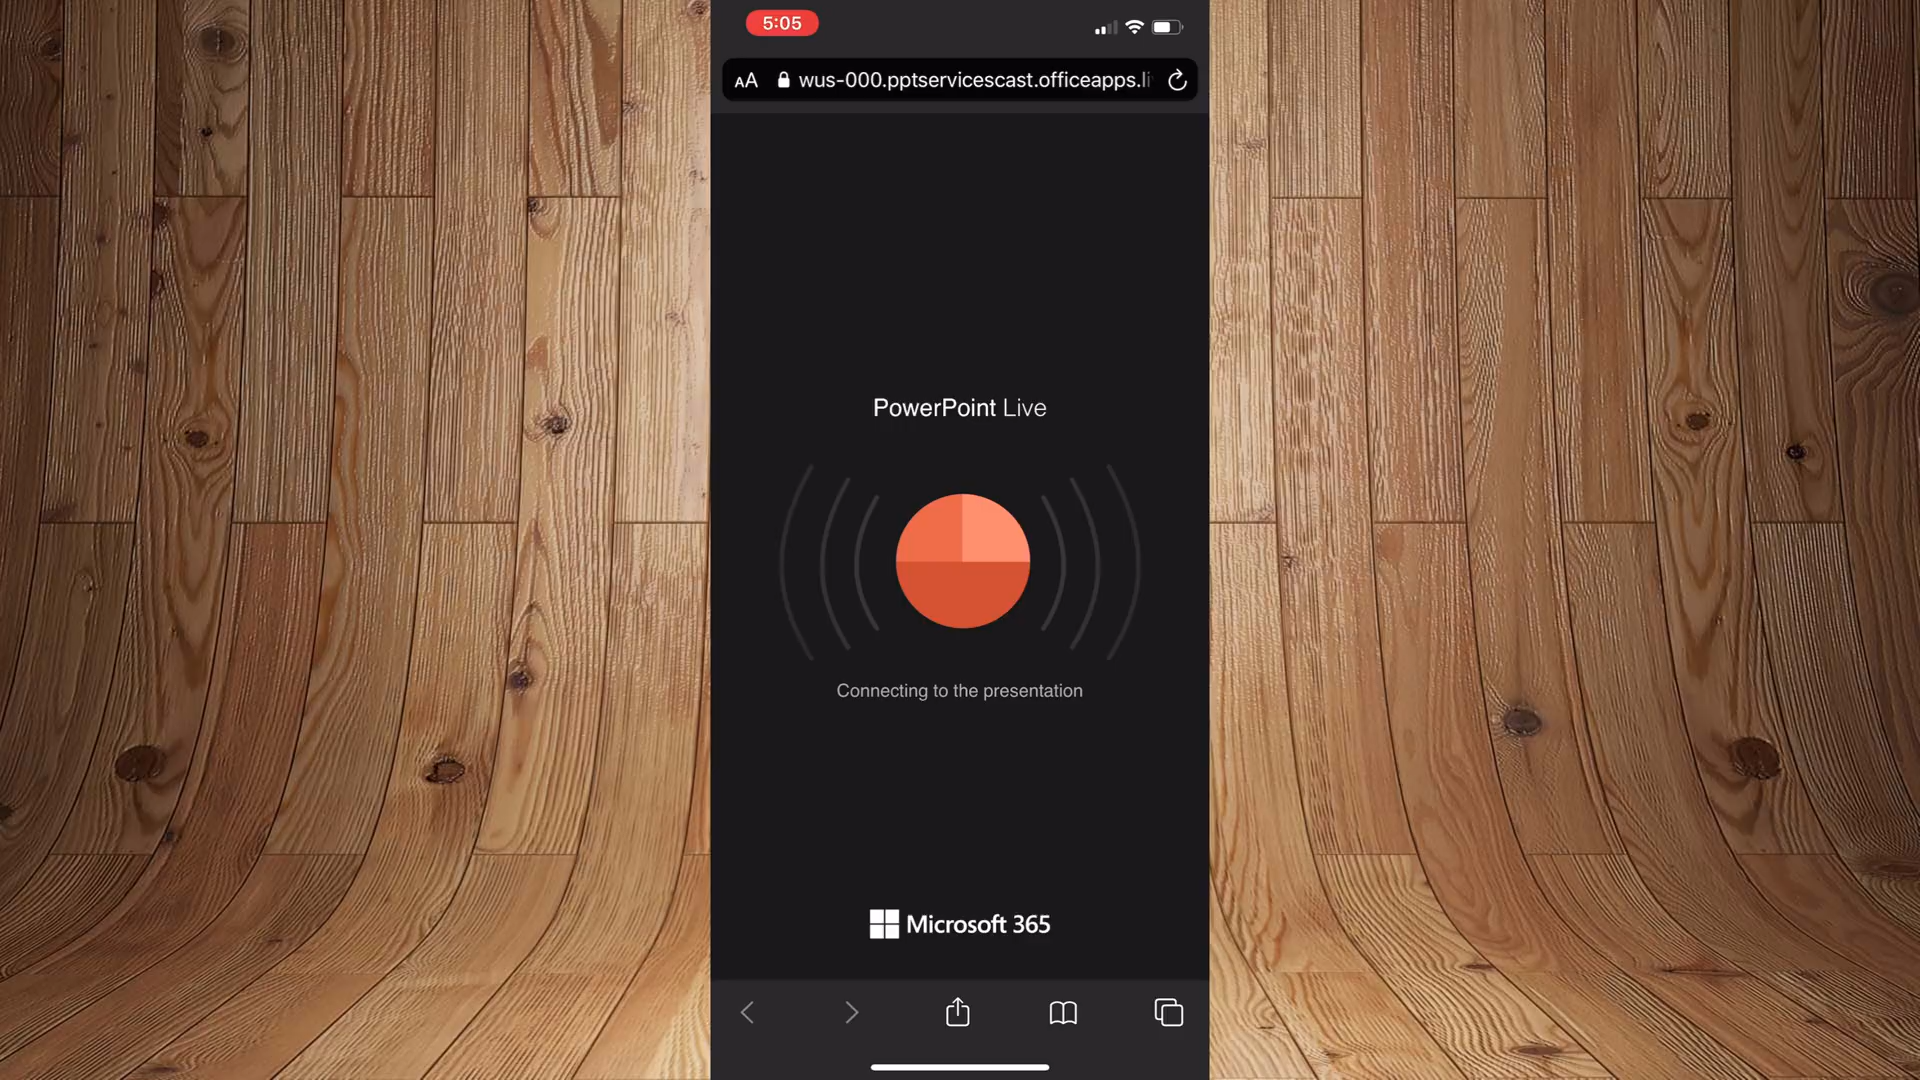 5:05
AA wus-000.pptservicescast.officeapps.li
PowerPoint Live
Connecting to the presentation
Microsoft 365